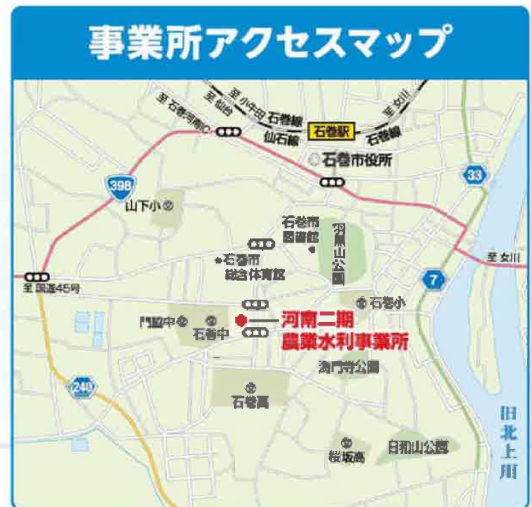 事業所アクセスマップ
至 石巻河南IC
至 仙台
至 小牛田
石巻線
仙石線
石巻駅
石巻線
至 女川
石巻市役所
398
33
山下小
石巻市
図書館
羽黒山公園
石巻市
総合体育館
至 女川
7
至 国道45号
石巻小
門脇中
石巻中
河南二期
農業水利事業所
240
石巻高
桜坂高
日和山公園
旧北上川